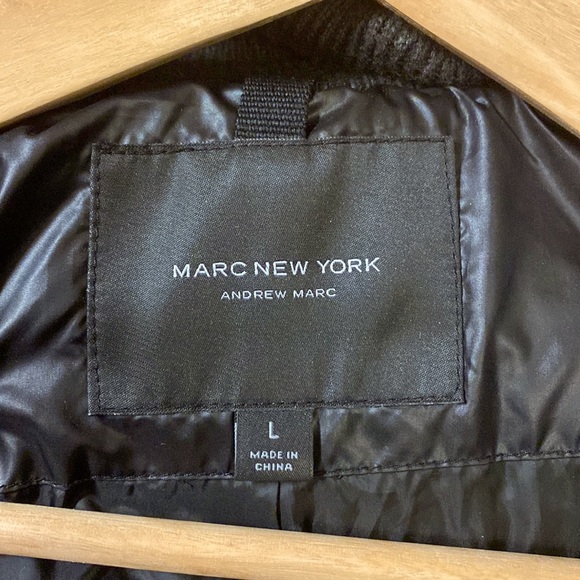 MARC NEW YORK
ANDREW MARC
L
MADE IN
CHINA